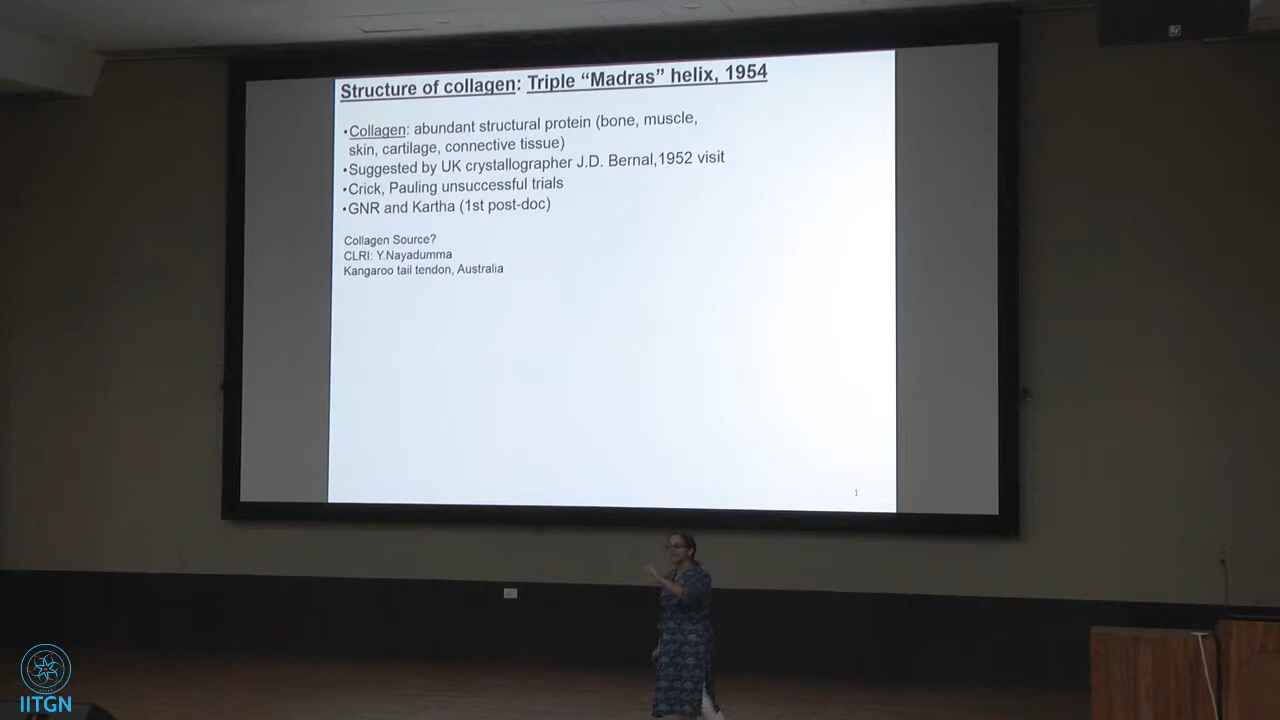 Structure of collagen: Triple “Madras” helix, 1954
•Collagen: abundant structural protein (bone, muscle,
skin, cartilage, connective tissue)
•Suggested by UK crystallographer J.D. Bernal,1952 visit
•Crick, Pauling unsuccessful trials
•GNR and Kartha (1st post-doc)
Collagen Source?
CLRI: Y.Nayadumma
Kangaroo tail tendon, Australia
1
IITGN